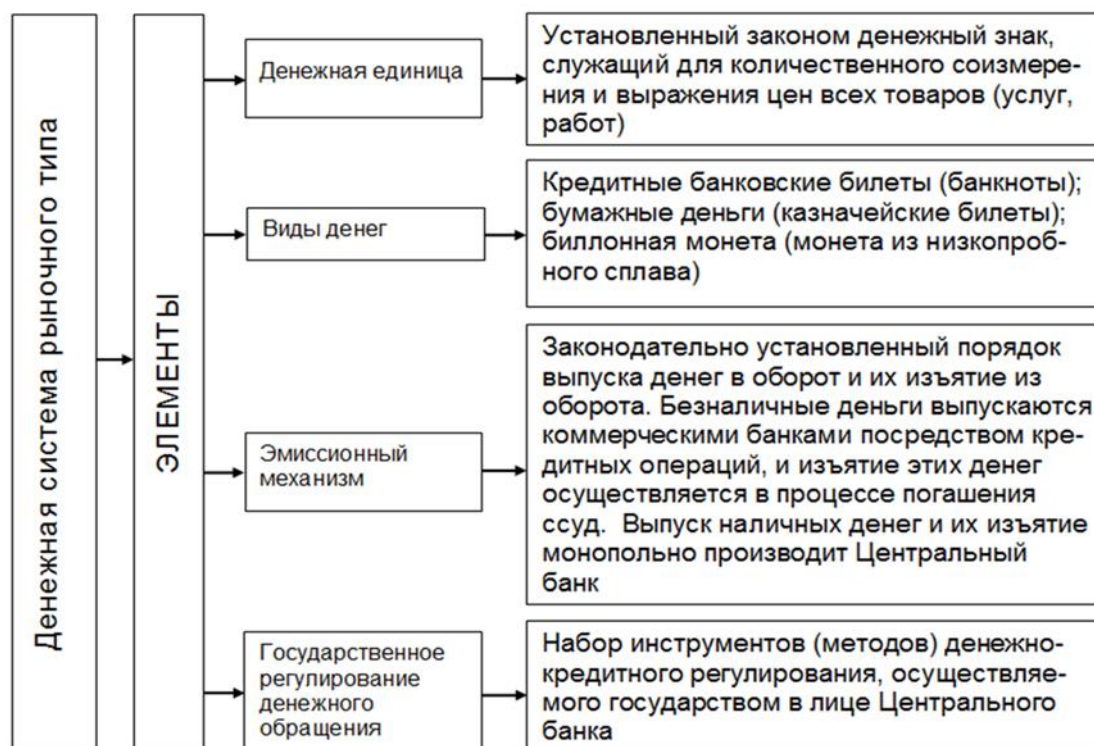 Денежная система рыночного типа
ЭЛЕМЕНТЫ
Денежная единица
Установленный законом денежный знак,
служащий для количественного соизмере-
ния и выражения цен всех товаров (услуг,
работ)
Виды денег
Кредитные банковские билеты (банкноты);
бумажные деньги (казначейские билеты);
биллонная монета (монета из низкопроб-
ного сплава)
Эмиссионный
механизм
Законодательно установленный порядок
выпуска денег в оборот и их изъятие из
оборота. Безналичные деньги выпускаются
коммерческими банками посредством кре-
дитных операций, и изъятие этих денег
осуществляется в процессе погашения
ссуд. Выпуск наличных денег и их изъятие
монопольно производит Центральный
банк
Государственное
регулирование
денежного
обращения
Набор инструментов (методов) денежно-
кредитного регулирования, осуществляе-
мого государством в лице Центрального
банка